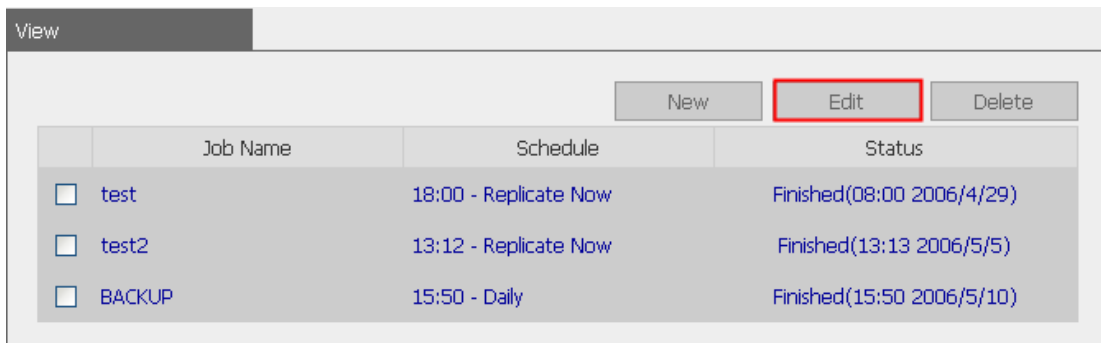 View
New Edit Delete
Job Name Schedule Status
test 18:00 - Replicate Now Finished(08:00 2006/4/29)
test2 13:12 - Replicate Now Finished(13:13 2006/5/5)
BACKUP 15:50 - Daily Finished(15:50 2006/5/10)